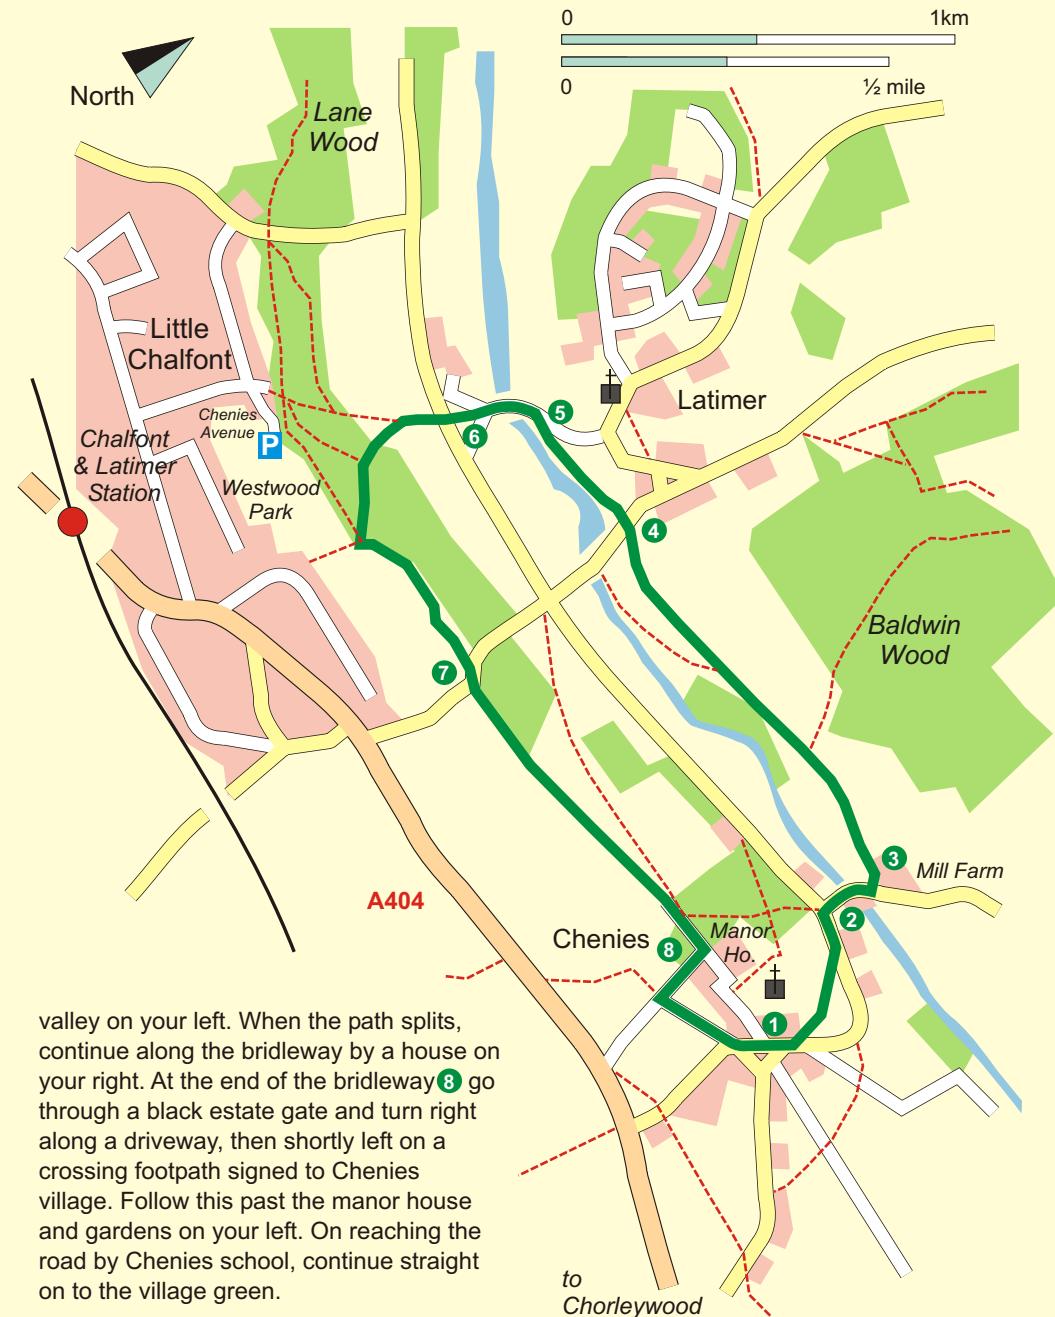 0
1km
0
½ mile
North
Lane
Wood
Little
Chalfont
Chenies
Avenue
P
Latimer
Chalfont
& Latimer
Station
Westwood
Park
5
6
4
Baldwin
Wood
7
3
Mill Farm
A404
2
Chenies
Manor
Ho.
8
1
valley on your left. When the path splits,
continue along the bridleway by a house on
your right. At the end of the bridleway 8 go
through a black estate gate and turn right
along a driveway, then shortly left on a
crossing footpath signed to Chenies
village. Follow this past the manor house
and gardens on your left. On reaching the
road by Chenies school, continue straight
on to the village green.
to
Chorleywood